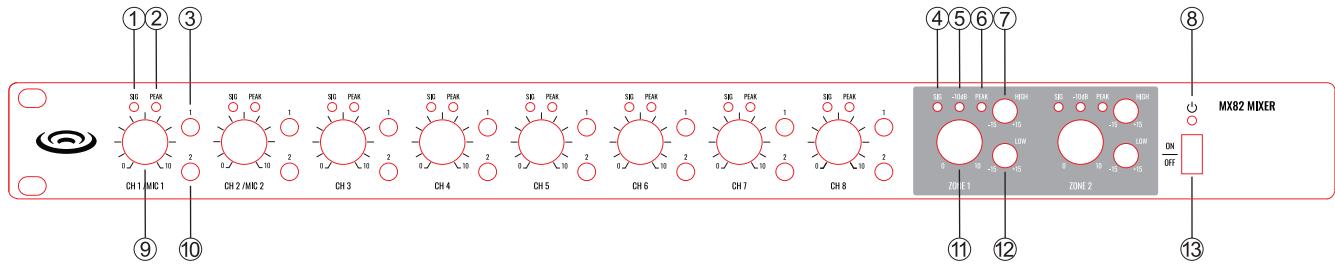 ① ② ③ ④ ⑤ ⑥ ⑦ ⑧
SIG PEAK 1 SIG PEAK 1 SIG PEAK 1 SIG PEAK 1 SIG PEAK 1 SIG PEAK 1 SIG PEAK 1 SIG PEAK 1 SIG -10dB PEAK HIGH SIG -10dB PEAK HIGH
MX82 MIXER
-15 +15 -15 +15
2 2 2 2 2 2 2 2 LOW LOW ON
OFF
0 10 0 10 0 10 0 10 0 10 0 10 0 10 0 10 0 10 -15 +15 0 10 -15 +15
CH 1 /MIC 1 CH 2 /MIC 2 CH 3 CH 4 CH 5 CH 6 CH 7 CH 8 ZONE 1 ZONE 2
⑨ ⑩ ⑪ ⑫ ⑬